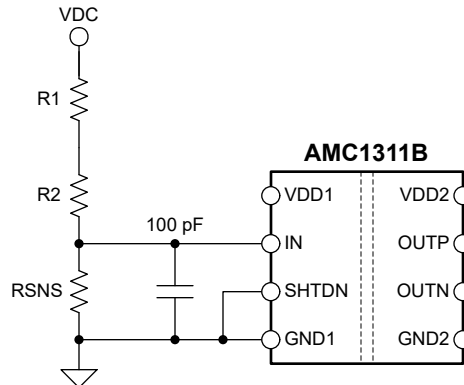 VDC
R1
R2
RSNS
100 pF
AMC1311B
VDD1
IN
SHTDN
GND1
VDD2
OUTP
OUTN
GND2